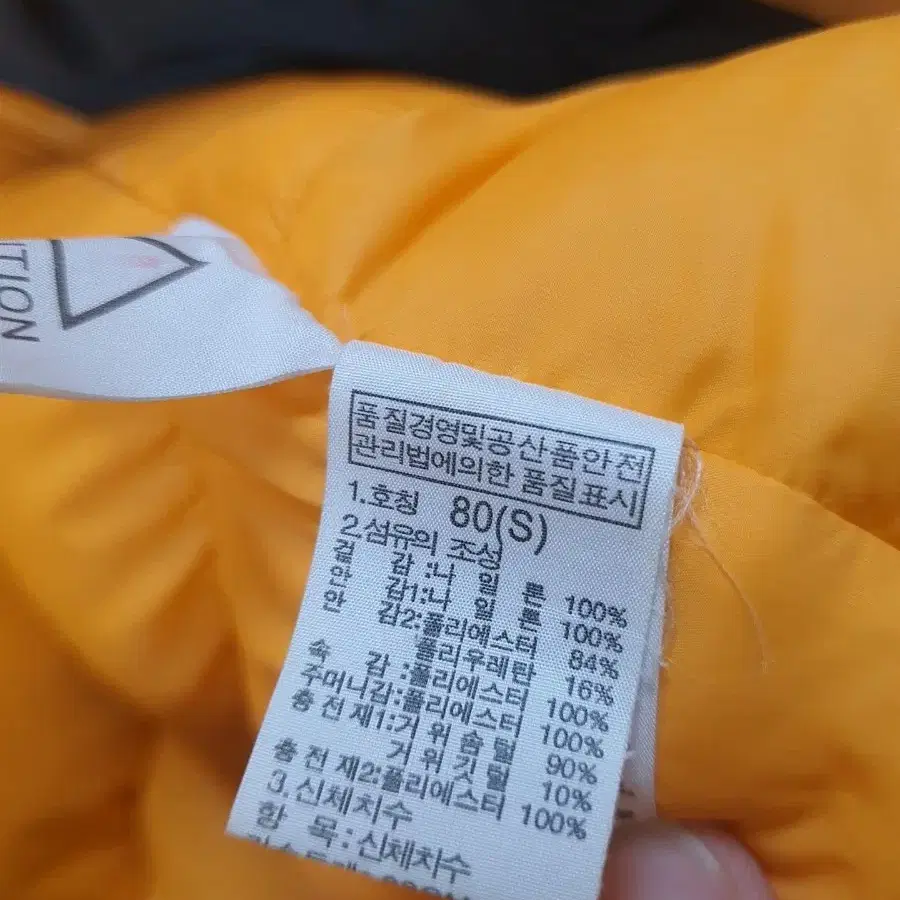 UTION
품질경영및공산품안전
관리법에의한 품질표시
1.호칭 80(S)
2.섬유의 조성
겉 감 :나 일 론 100%
안 감1:나 일 론 100%
안 감2:폴리에스터 84%
폴리우레탄 16%
속 감 :폴리에스터 100%
주머니감:폴리에스터 100%
충 전 재1:거 위 솜 털 90%
거 위 깃 털 10%
충 전 재2:폴리에스터 100%
3.신체치수
항 목 : 신체치수